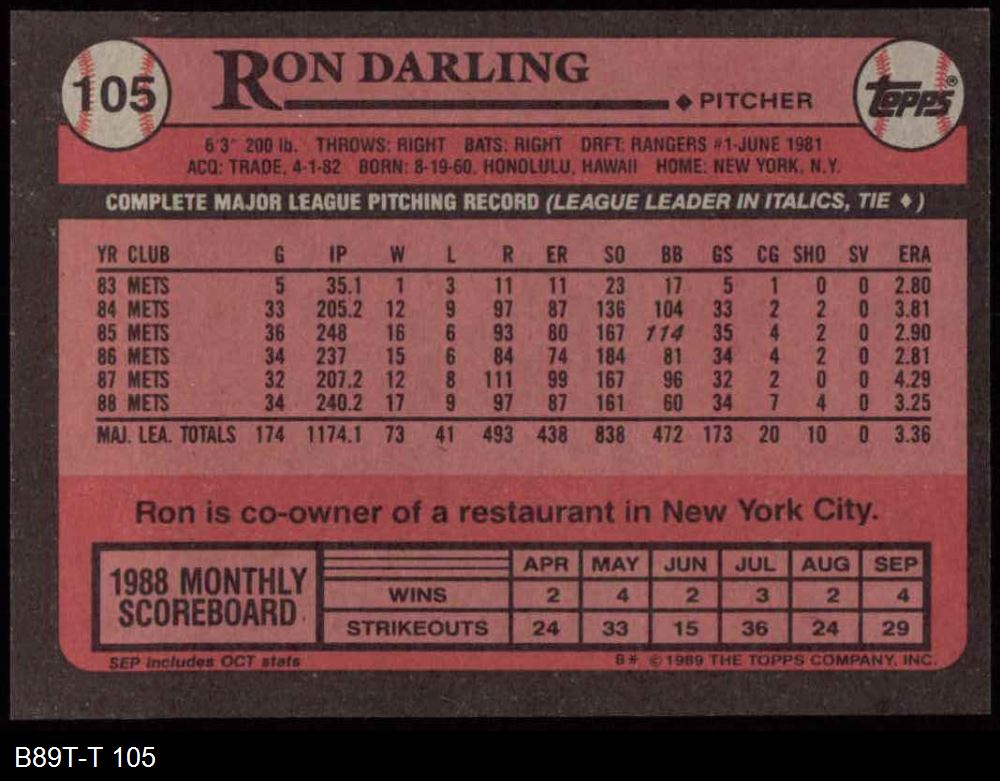 105
RON DARLING
◆ PITCHER
topps®
6'3" 200 lb. THROWS: RIGHT BATS: RIGHT DRFT: RANGERS #1-JUNE 1981
ACQ: TRADE, 4-1-82 BORN: 8-19-60, HONOLULU, HAWAII HOME: NEW YORK, N.Y.
COMPLETE MAJOR LEAGUE PITCHING RECORD (LEAGUE LEADER IN ITALICS, TIE ♦)
YR CLUB G IP W L R ER SO BB GS CG SHO SV ERA
83 METS 5 35.1 1 3 11 11 23 17 5 1 0 0 2.80
84 METS 33 205.2 12 9 97 87 136 104 33 2 2 0 3.81
85 METS 36 248 16 6 93 80 167 114 35 4 2 0 2.90
86 METS 34 237 15 6 84 74 184 81 34 4 2 0 2.81
87 METS 32 207.2 12 8 111 99 167 96 32 2 0 0 4.29
88 METS 34 240.2 17 9 97 87 161 60 34 7 4 0 3.25
MAJ. LEA. TOTALS 174 1174.1 73 41 493 438 838 472 173 20 10 0 3.36
Ron is co-owner of a restaurant in New York City.
1988 MONTHLY SCOREBOARD
APR MAY JUN JUL AUG SEP
WINS 2 4 2 3 2 4
STRIKEOUTS 24 33 15 36 24 29
SEP includes OCT stats
B* © 1989 THE TOPPS COMPANY, INC.
B89T-T 105